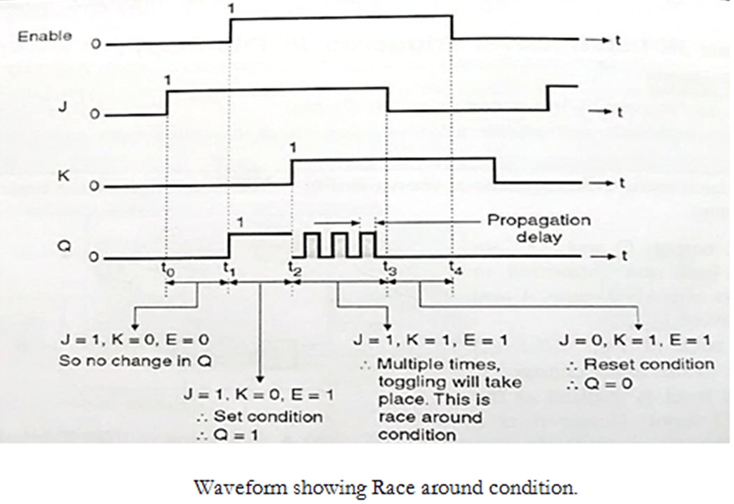 1
Enable 0 t
1
J 0 t
1
K 0 t
1 Propagation
delay
Q 0 t
t0 t1 t2 t3 t4
J = 1, K = 0, E = 0
So no change in Q
J = 1, K = 0, E = 1
∴ Set condition
∴ Q = 1
J = 1, K = 1, E = 1
∴ Multiple times,
toggling will take
place. This is
race around
condition
J = 0, K = 1, E = 1
∴ Reset condition
∴ Q = 0
Waveform showing Race around condition.